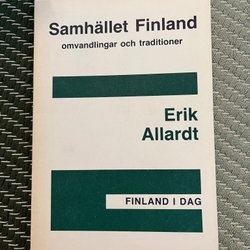 Samhället Finland
omvandlingar och traditioner
Erik
Allardt
FINLAND I DAG